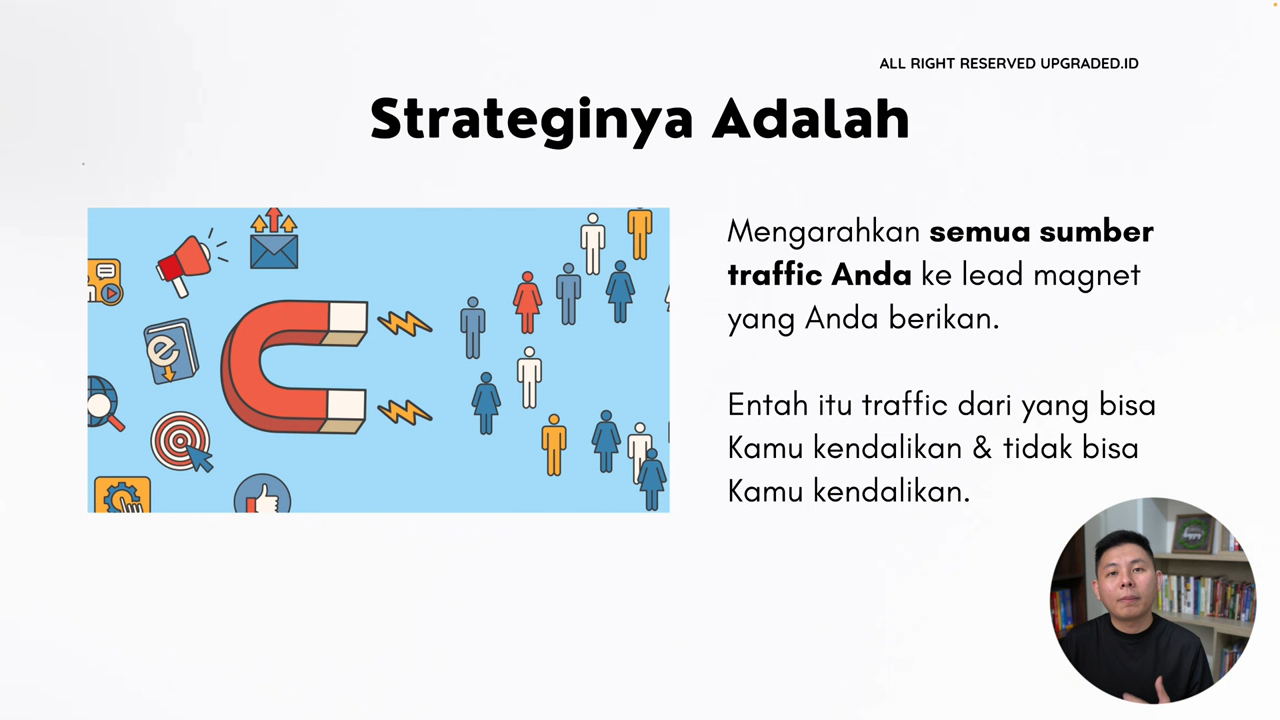 ALL RIGHT RESERVED UPGRADED.ID
Strateginya Adalah
Mengarahkan semua sumber
traffic Anda ke lead magnet
yang Anda berikan.
Entah itu traffic dari yang bisa
Kamu kendalikan & tidak bisa
Kamu kendalikan.